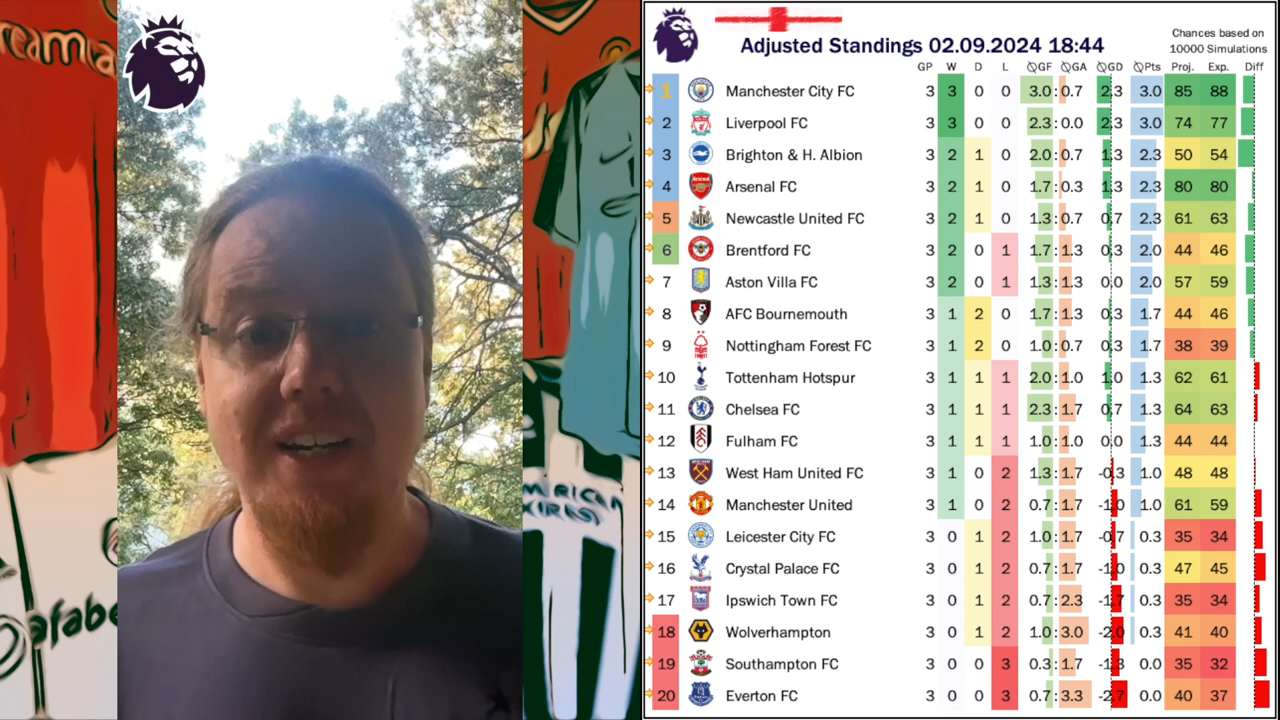 eama
afabe
AMERICAN
EXPRESS
Adjusted Standings 02.09.2024 18:44
Chances based on
10000 Simulations
GP W D L ∅GF ∅GA ∅GD ∅Pts Proj. Exp. Diff
1 Manchester City FC 3 3 0 0 3.0 : 0.7 2.3 3.0 85 88
2 Liverpool FC 3 3 0 0 2.3 : 0.0 2.3 3.0 74 77
3 Brighton & H. Albion 3 2 1 0 2.0 : 0.7 1.3 2.3 50 54
4 Arsenal FC 3 2 1 0 1.7 : 0.3 1.3 2.3 80 80
5 Newcastle United FC 3 2 1 0 1.3 : 0.7 0.7 2.3 61 63
6 Brentford FC 3 2 0 1 1.7 : 1.3 0.3 2.0 44 46
7 Aston Villa FC 3 2 0 1 1.3 : 1.3 0.0 2.0 57 59
8 AFC Bournemouth 3 1 2 0 1.7 : 1.3 0.3 1.7 44 46
9 Nottingham Forest FC 3 1 2 0 1.0 : 0.7 0.3 1.7 38 39
10 Tottenham Hotspur 3 1 1 1 2.0 : 1.0 1.0 1.3 62 61
11 Chelsea FC 3 1 1 1 2.3 : 1.7 0.7 1.3 64 63
12 Fulham FC 3 1 1 1 1.0 : 1.0 0.0 1.3 44 44
13 West Ham United FC 3 1 0 2 1.3 : 1.7 -0.3 1.0 48 48
14 Manchester United 3 1 0 2 0.7 : 1.7 -1.0 1.0 61 59
15 Leicester City FC 3 0 1 2 1.0 : 1.7 -0.7 0.3 35 34
16 Crystal Palace FC 3 0 1 2 0.7 : 1.7 -1.0 0.3 47 45
17 Ipswich Town FC 3 0 1 2 0.7 : 2.3 -1.7 0.3 35 34
18 Wolverhampton 3 0 1 2 1.0 : 3.0 -2.0 0.3 41 40
19 Southampton FC 3 0 0 3 0.3 : 1.7 -1.3 0.0 35 32
20 Everton FC 3 0 0 3 0.7 : 3.3 -2.7 0.0 40 37